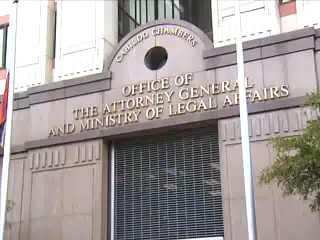 CABILDO CHAMBERS
OFFICE OF
THE ATTORNEY GENERAL
AND MINISTRY OF LEGAL AFFAIRS